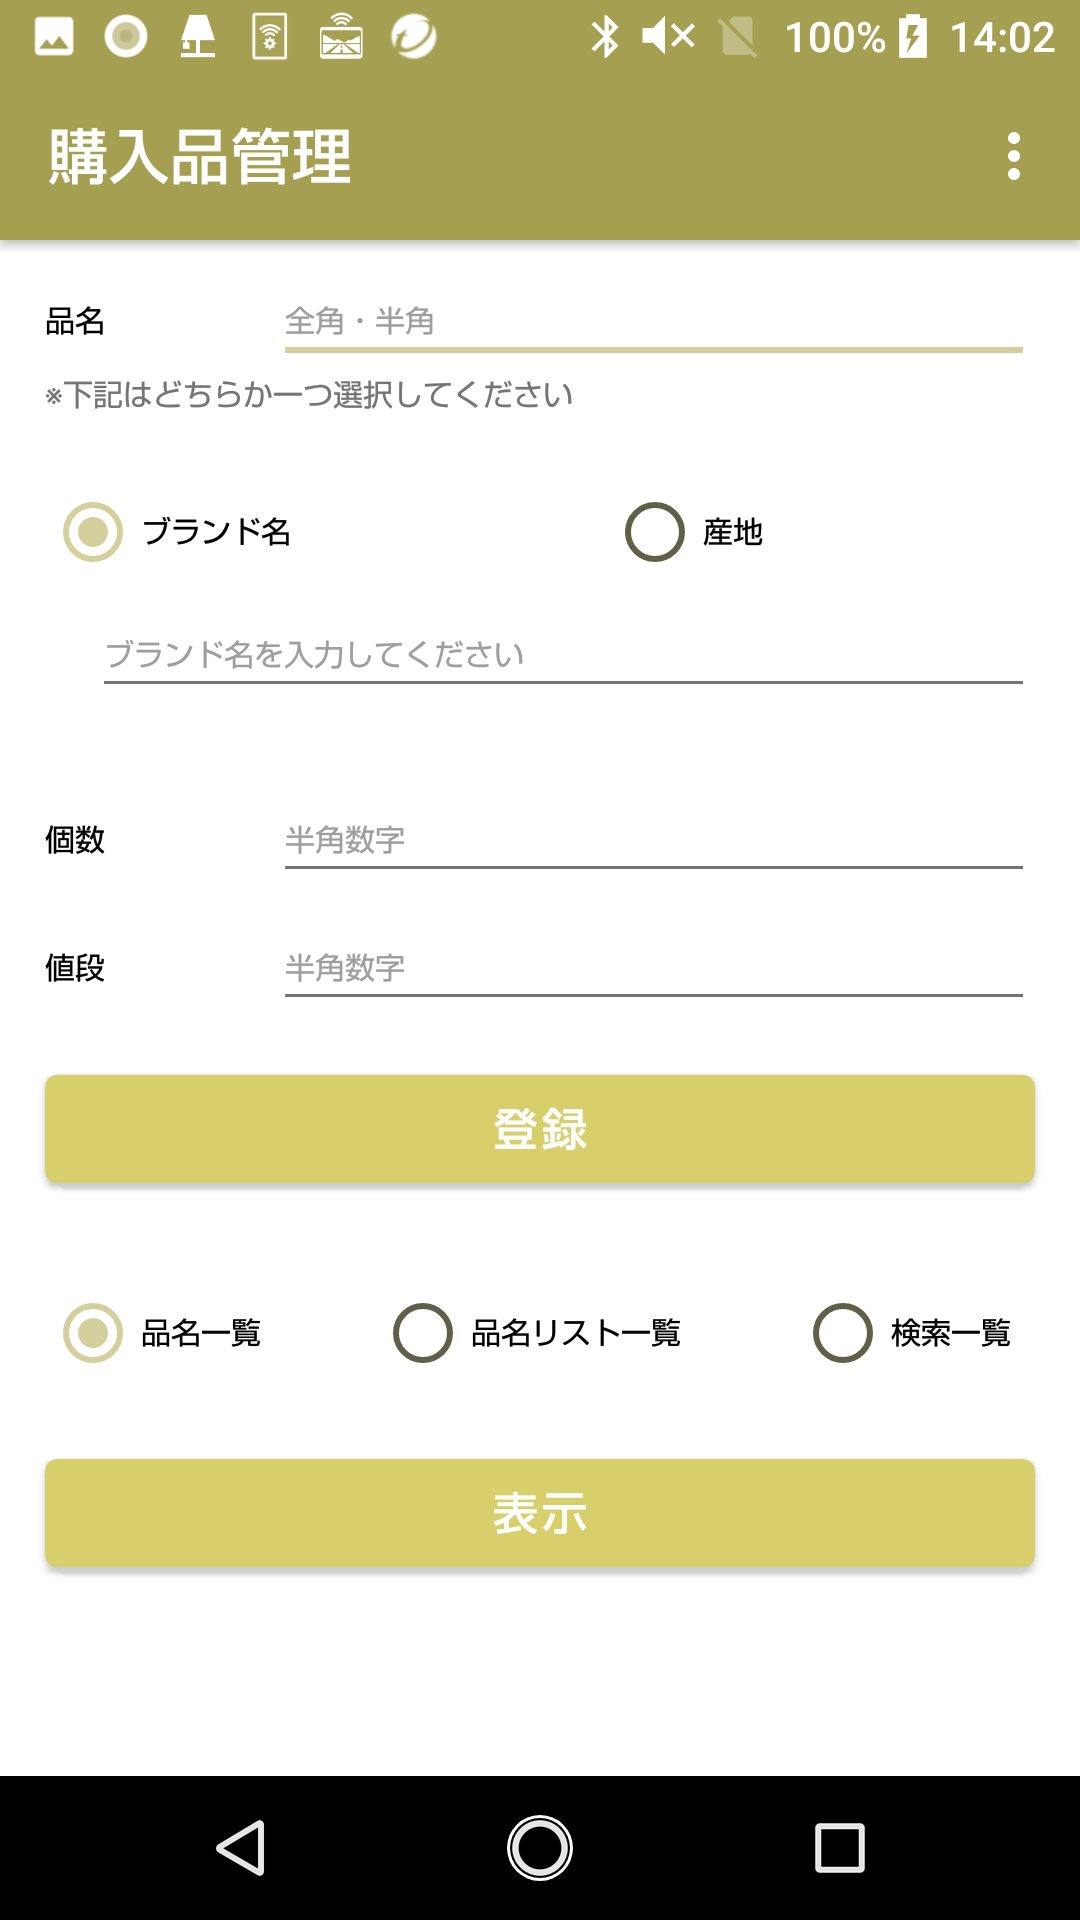 100% 14:02
購入品管理
品名 全角・半角
※下記はどちらか一つ選択してください
ブランド名 産地
ブランド名を入力してください
個数 半角数字
値段 半角数字
登録
品名一覧 品名リスト一覧 検索一覧
表示